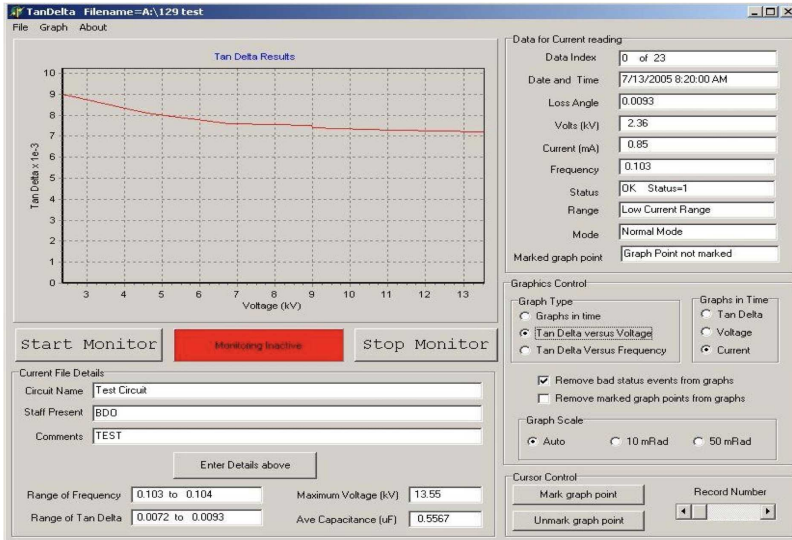 TanDelta Filename=A:\129 test
File Graph About
Tan Delta Results
10
9
8
7
6
5
4
3
2
1
0
Tan Delta x 1e-3
3 4 5 6 7 8 9 10 11 12 13
Voltage (kV)
Start Monitor
Monitoring Inactive
Stop Monitor
Current File Details
Circuit Name Test Circuit
Staff Present BDO
Comments TEST
Enter Details above
Range of Frequency 0.103 to 0.104
Maximum Voltage (kV) 13.55
Range of Tan Delta 0.0072 to 0.0093
Ave Capacitance (uF) 0.5567
Data for Current reading
Data Index 0 of 23
Date and Time 7/13/2005 8:20:00 AM
Loss Angle 0.0093
Volts (kV) 2.36
Current (mA) 0.85
Frequency 0.103
Status OK Status=1
Range Low Current Range
Mode Normal Mode
Marked graph point Graph Point not marked
Graphics Control
Graph Type
Graphs in time
Tan Delta versus Voltage
Tan Delta Versus Frequency
Graphs in Time
Tan Delta
Voltage
Current
Remove bad status events from graphs
Remove marked graph points from graphs
Graph Scale
Auto 10 mRad 50 mRad
Cursor Control
Mark graph point
Unmark graph point
Record Number